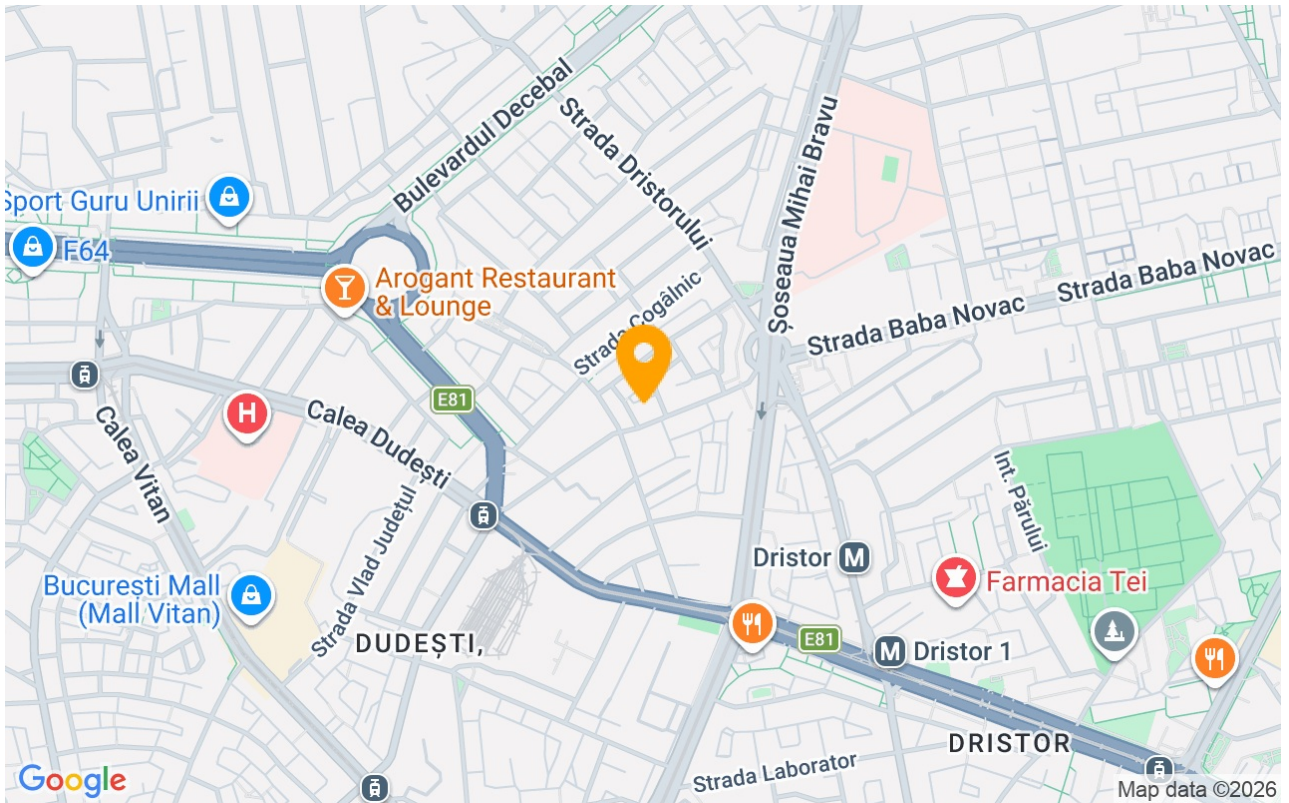 Bulevardul Decebal
Strada Dristorului
Șoseaua Mihai Bravu
Sport Guru Unirii
F64
Arogant Restaurant
& Lounge
Strada Cogâlnic
Strada Baba Novac
Strada Baba Novac
E81
H
Calea Dudești
Calea Vitan
Int. Părului
Strada Vlad Județul
Dristor M
Farmacia Tei
București Mall
(Mall Vitan)
DUDEȘTI,
E81
M Dristor 1
DRISTOR
Strada Laborator
Google
Map data ©2026